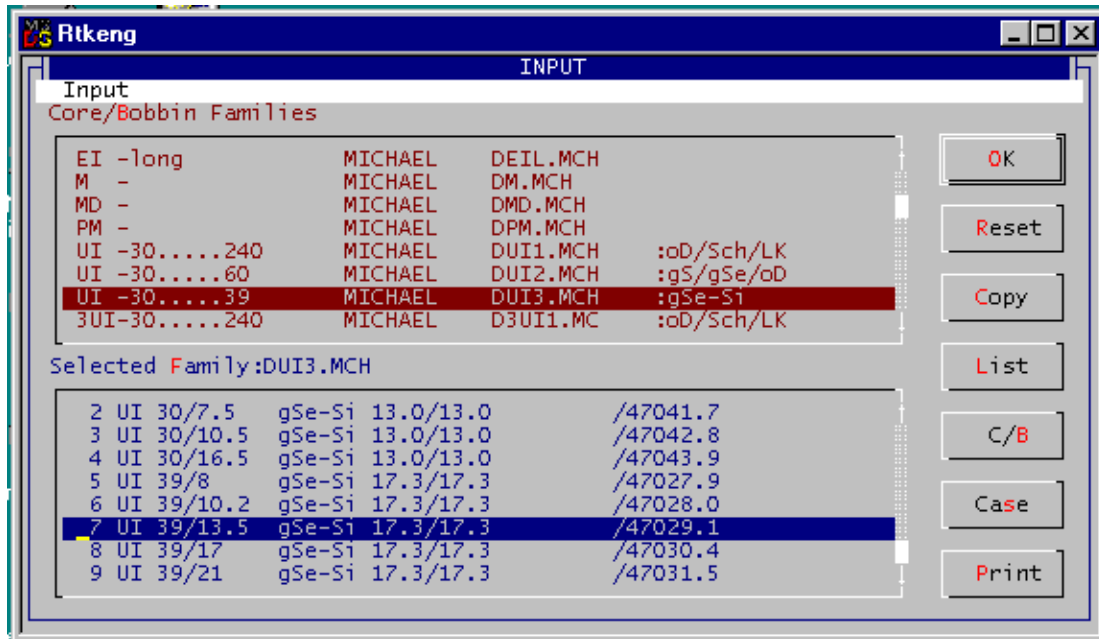 Rtkeng
INPUT
Input
Core/Bobbin Families
EI -long MICHAEL DEIL.MCH
M - MICHAEL DM.MCH
MD - MICHAEL DMD.MCH
PM - MICHAEL DPM.MCH
UI -30.....240 MICHAEL DUI1.MCH :oD/Sch/LK
UI -30.....60 MICHAEL DUI2.MCH :gS/gSe/oD
UI -30.....39 MICHAEL DUI3.MCH :gSe-Si
3UI-30.....240 MICHAEL D3UI1.MC :oD/Sch/LK
Selected Family:DUI3.MCH
2 UI 30/7.5 gSe-Si 13.0/13.0 /47041.7
3 UI 30/10.5 gSe-Si 13.0/13.0 /47042.8
4 UI 30/16.5 gSe-Si 13.0/13.0 /47043.9
5 UI 39/8 gSe-Si 17.3/17.3 /47027.9
6 UI 39/10.2 gSe-Si 17.3/17.3 /47028.0
7 UI 39/13.5 gSe-Si 17.3/17.3 /47029.1
8 UI 39/17 gSe-Si 17.3/17.3 /47030.4
9 UI 39/21 gSe-Si 17.3/17.3 /47031.5
OK
Reset
Copy
List
C/B
Case
Print